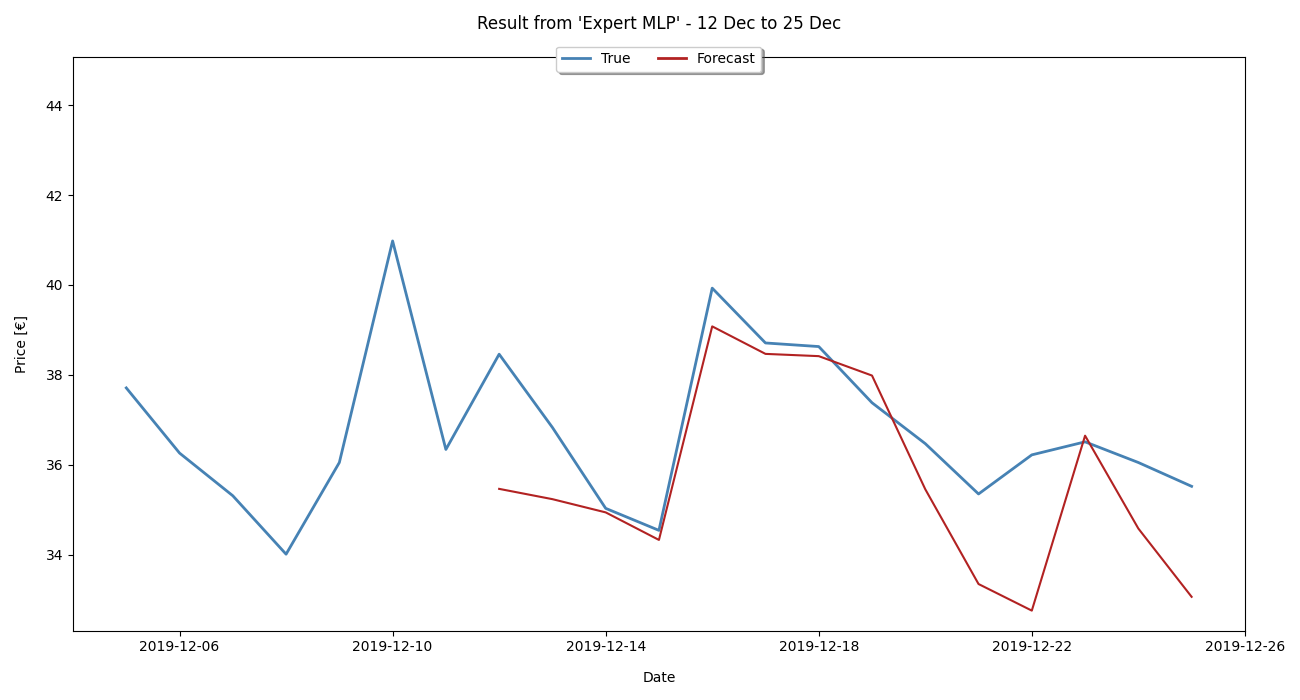 Result from 'Expert MLP' - 12 Dec to 25 Dec
True Forecast
44
42
40
38
36
34
Price [€]
2019-12-06 2019-12-10 2019-12-14 2019-12-18 2019-12-22 2019-12-26
Date